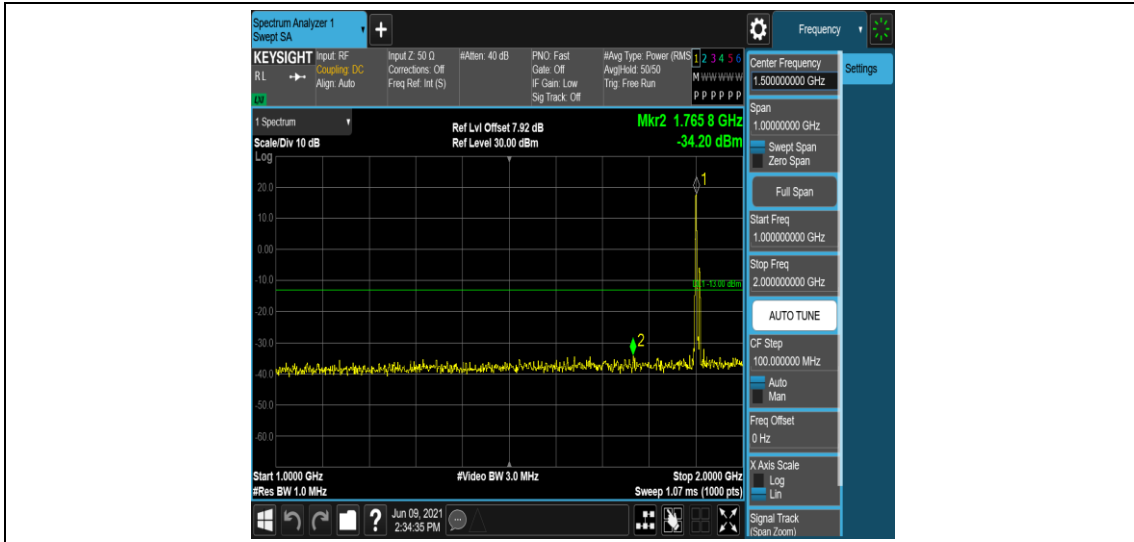 Spectrum Analyzer 1
Swept SA
Frequency
KEYSIGHT
R L
Input: RF
Coupling: DC
Align: Auto
Input Z: 50 Ω
Corrections: Off
Freq Ref: Int (S)
#Atten: 40 dB
PNO: Fast
Gate: Off
IF Gain: Low
Sig Track: Off
#Avg Type: Power (RMS
Avg|Hold: 50/50
Trig: Free Run
1 2 3 4 5 6
M W W W W W
P P P P P P
1 Spectrum
Scale/Div 10 dB
Log
Ref Lvl Offset 7.92 dB
Ref Level 30.00 dBm
Mkr2 1.765 8 GHz
-34.20 dBm
1
20.0
10.0
0.00
-10.0
DL1 -13.00 dBm
-20.0
-30.0
2
-40.0
-50.0
-60.0
Start 1.0000 GHz
#Res BW 1.0 MHz
#Video BW 3.0 MHz
Stop 2.0000 GHz
Sweep 1.07 ms (1000 pts)
Jun 09, 2021
2:34:35 PM
Center Frequency
1.500000000 GHz
Settings
Span
1.00000000 GHz
Swept Span
Zero Span
Full Span
Start Freq
1.000000000 GHz
Stop Freq
2.000000000 GHz
AUTO TUNE
CF Step
100.000000 MHz
Auto
Man
Freq Offset
0 Hz
X Axis Scale
Log
Lin
Signal Track
(Span Zoom)